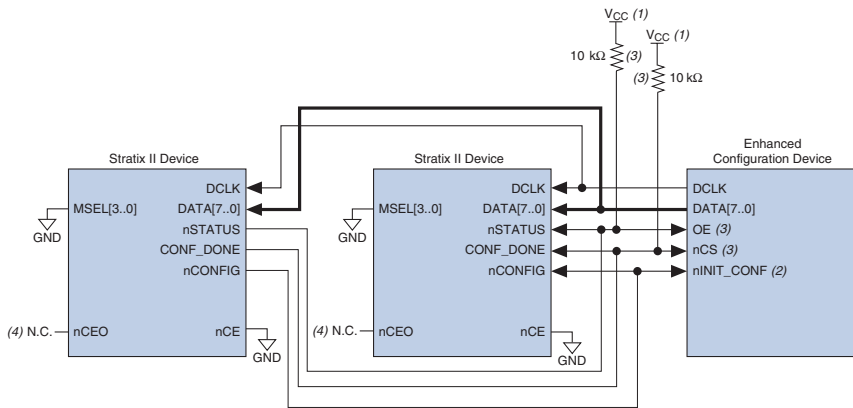 VCC (1)
VCC (1)
10 kΩ
(3)
(3)
10 kΩ
Stratix II Device
Stratix II Device
Enhanced
Configuration Device
DCLK
DCLK
DCLK
MSEL[3..0]
DATA[7..0]
MSEL[3..0]
DATA[7..0]
DATA[7..0]
nSTATUS
nSTATUS
OE (3)
GND
GND
CONF_DONE
CONF_DONE
nCS (3)
nCONFIG
nCONFIG
nINIT_CONF (2)
(4) N.C.
nCEO
nCE
(4) N.C.
nCEO
nCE
GND
GND